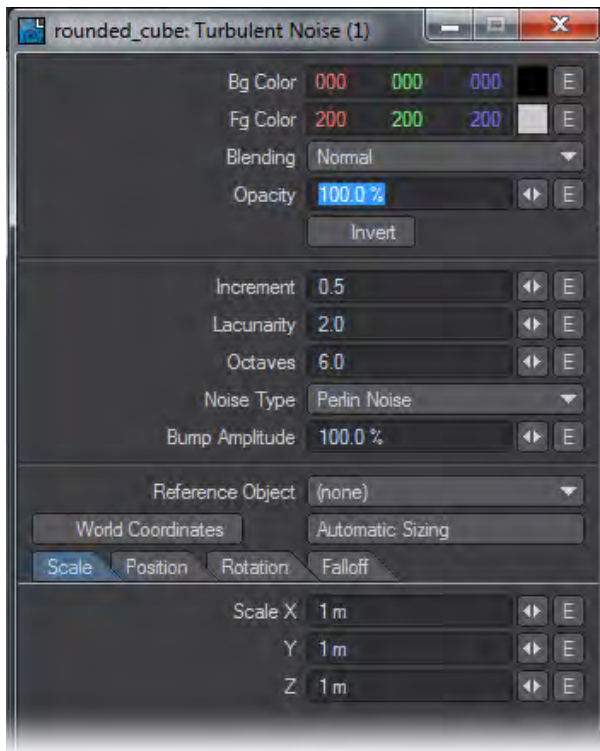 rounded_cube: Turbulent Noise (1)
Bg Color 000 000 000 E
Fg Color 200 200 200 E
Blending Normal
Opacity 100.0 % E
Invert
Increment 0.5 E
Lacunarity 2.0 E
Octaves 6.0 E
Noise Type Perlin Noise
Bump Amplitude 100.0 % E
Reference Object (none)
World Coordinates Automatic Sizing
Scale Position Rotation Falloff
Scale X 1 m E
Y 1 m E
Z 1 m E